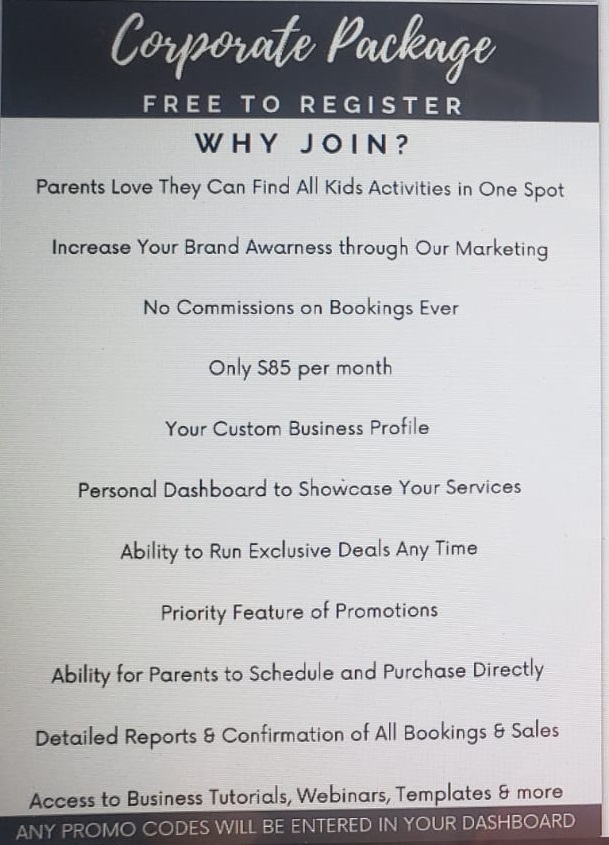 Corporate Package
FREE TO REGISTER
WHY JOIN?
Parents Love They Can Find All Kids Activities in One Spot
Increase Your Brand Awarness through Our Marketing
No Commissions on Bookings Ever
Only $85 per month
Your Custom Business Profile
Personal Dashboard to Showcase Your Services
Ability to Run Exclusive Deals Any Time
Priority Feature of Promotions
Ability for Parents to Schedule and Purchase Directly
Detailed Reports & Confirmation of All Bookings & Sales
Access to Business Tutorials, Webinars, Templates & more
ANY PROMO CODES WILL BE ENTERED IN YOUR DASHBOARD